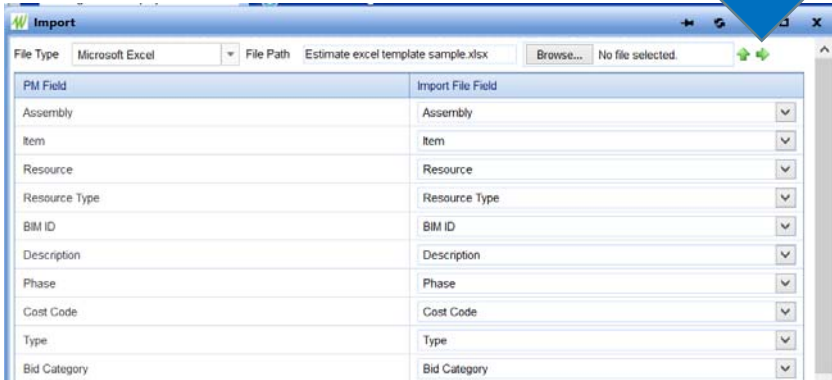 Import
File Type Microsoft Excel File Path Estimate excel template sample.xlsx Browse... No file selected.
PM Field Import File Field
Assembly Assembly
Item Item
Resource Resource
Resource Type Resource Type
BIM ID BIM ID
Description Description
Phase Phase
Cost Code Cost Code
Type Type
Bid Category Bid Category